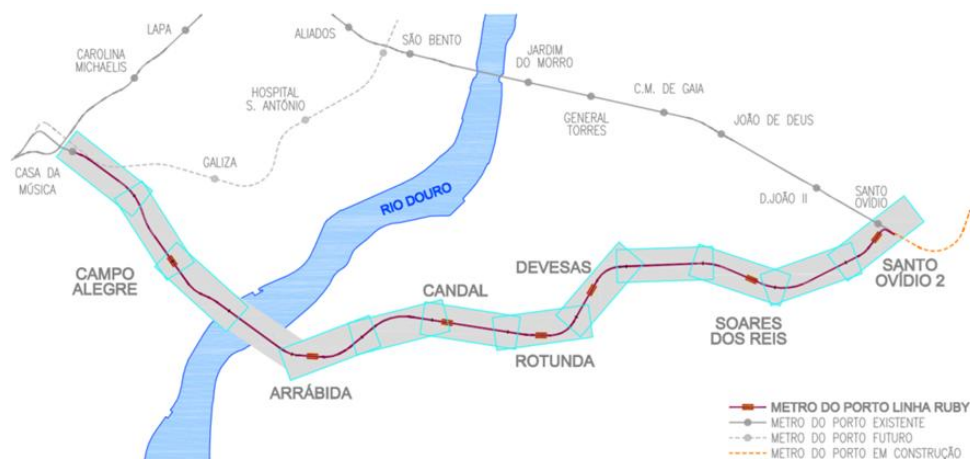 LAPA
CAROLINA
MICHAELIS
ALIADOS
SÃO BENTO
JARDIM
DO MORRO
HOSPITAL
S. ANTÓNIO
C.M. DE GAIA
GENERAL
TORRES
JOÃO DE DEUS
CASA DA
MÚSICA
GALIZA
RIO DOURO
D.JOÃO II
SANTO
OVÍDIO
CAMPO
ALEGRE
DEVESAS
CANDAL
SANTO
OVÍDIO 2
SOARES
DOS REIS
ROTUNDA
ARRÁBIDA
METRO DO PORTO LINHA RUBY
METRO DO PORTO EXISTENTE
METRO DO PORTO FUTURO
METRO DO PORTO EM CONSTRUÇÃO